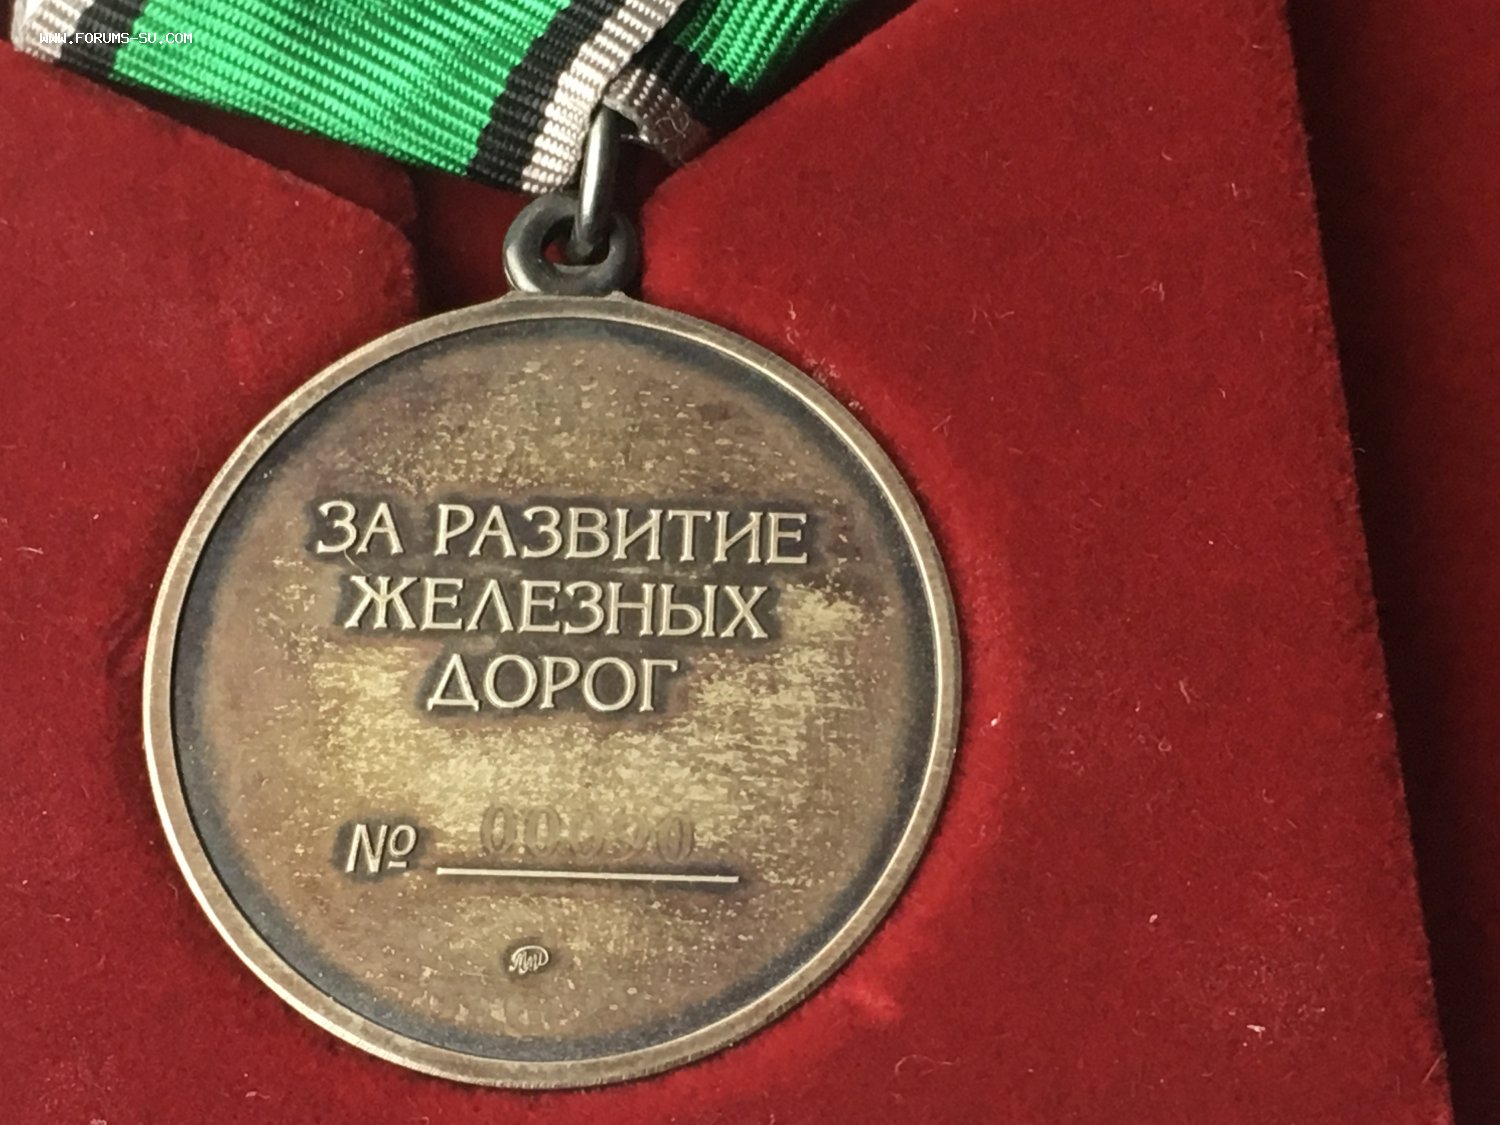 WWW.FORUMS-SU.COM
ЗА РАЗВИТИЕ
ЖЕЛЕЗНЫХ
ДОРОГ
№